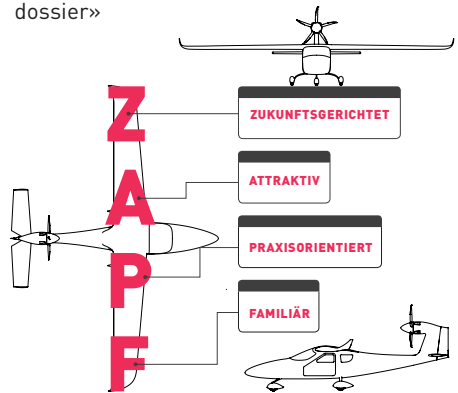 dossier»
Z
ZUKUNFTSGERICHTET
A
ATTRAKTIV
P
PRAXISORIENTIERT
F
FAMILIÄR